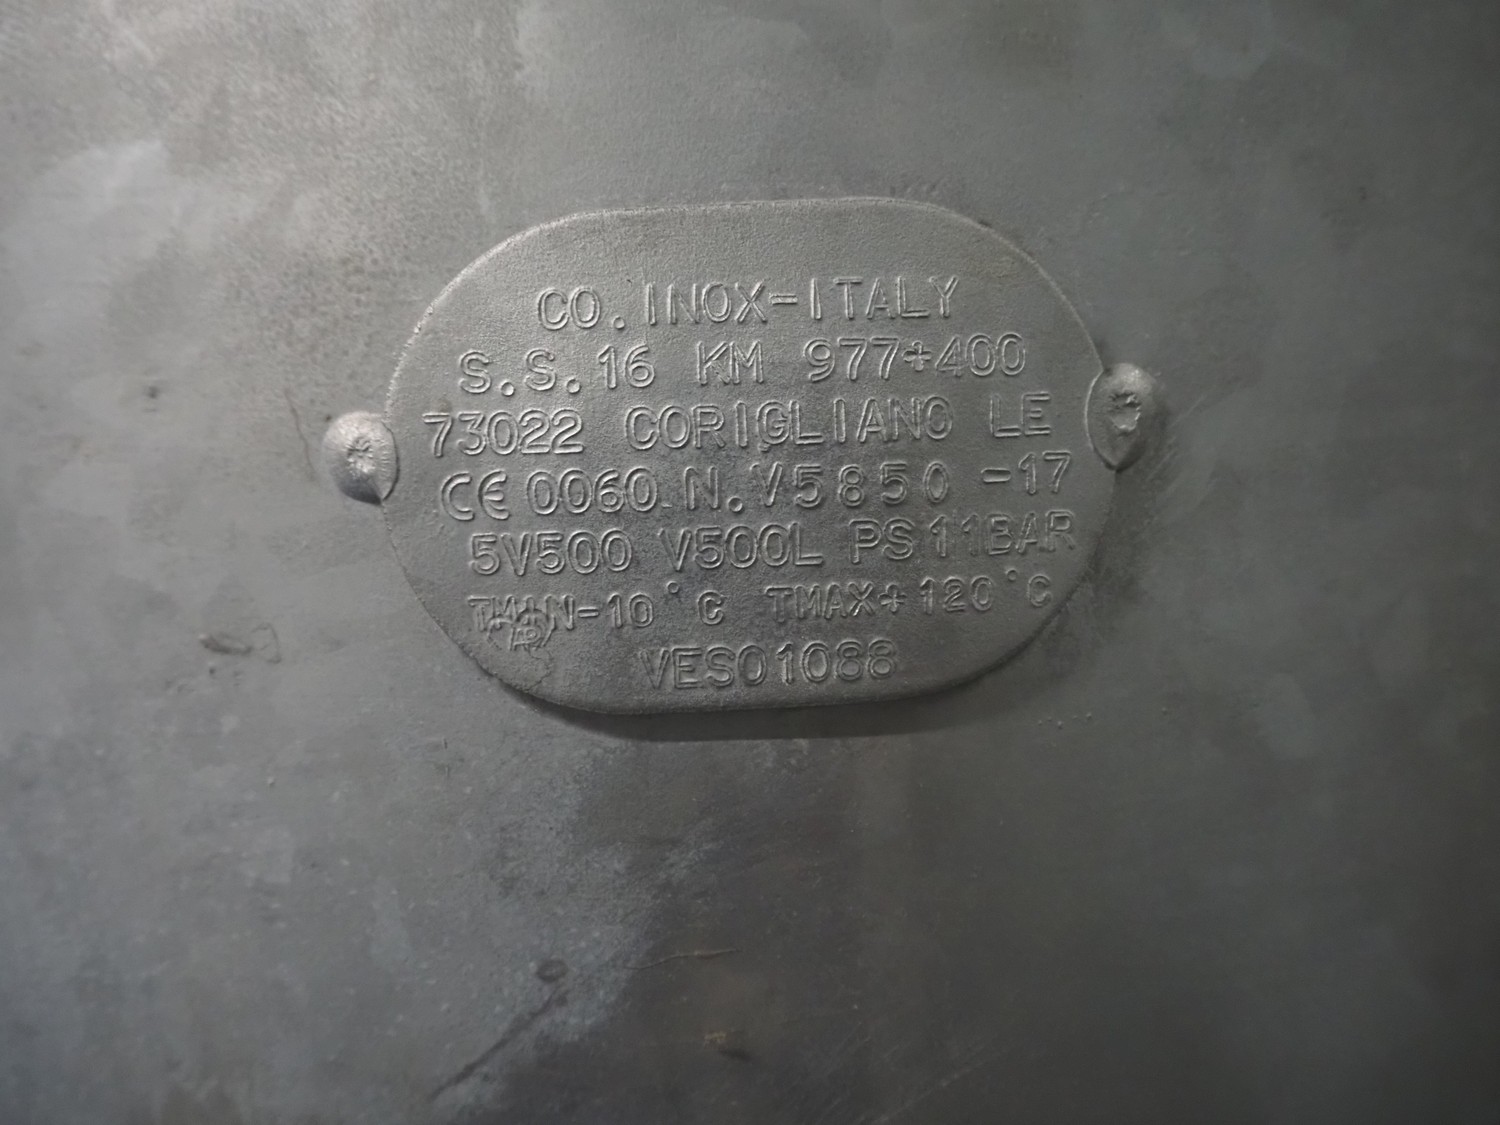 CO.INOX-ITALY
S.S.16 KM 977+400
73022 CORIGLIANO LE
CE 0060 N.V5850 -17
5V500 V500L PS11BAR
TMIN-10°C TMAX+120°C
VES01088